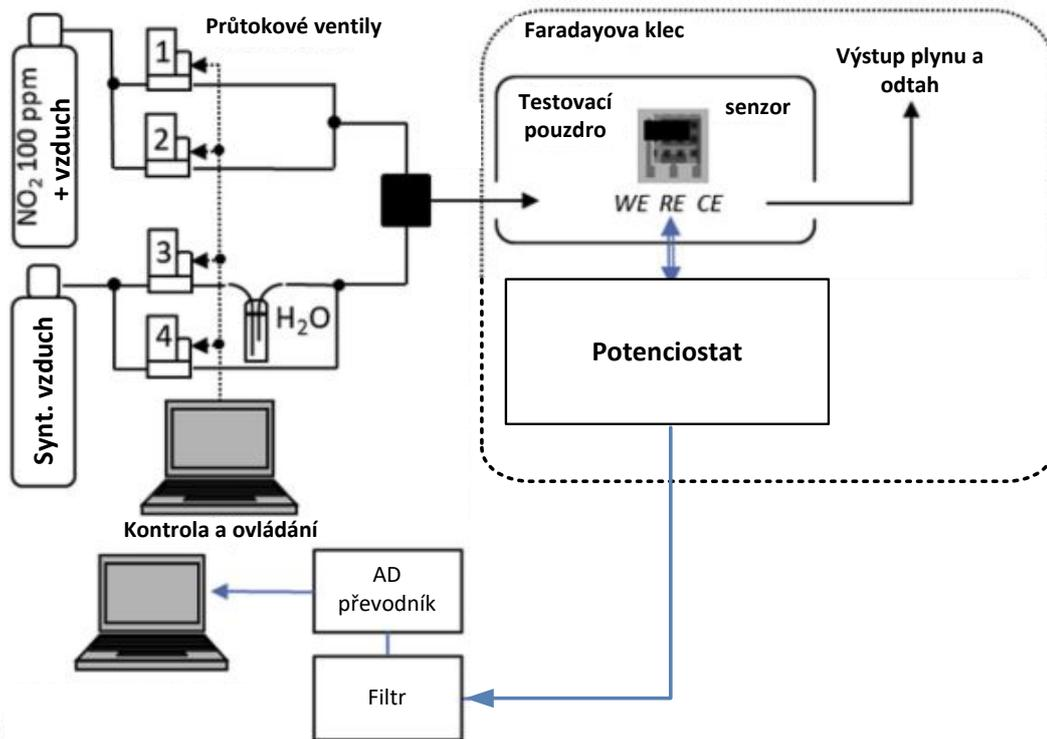 Průtokové ventily
Faradayova klec
Výstup plynu a
odtah
NO₂ 100 ppm
+ vzduch
1
2
Testovací
pouzdro
senzor
WE RE CE
3
H₂O
4
Synt. vzduch
Potenciostat
Kontrola a ovládání
AD
převodník
Filtr